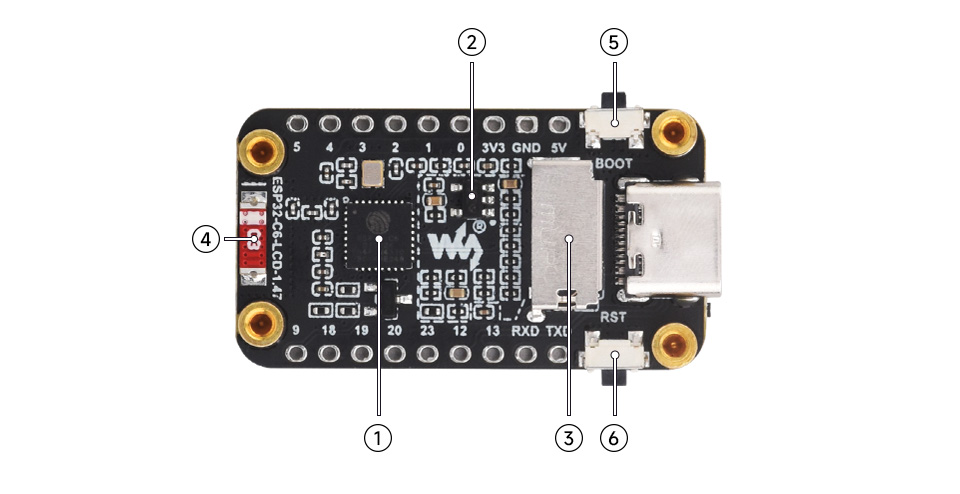 ② ⑤
5 4 3 2 1 0 3V3 GND 5V
BOOT
ESP32-C6-LCD-1.47
®
④
C3
RST
9 18 19 20 23 12 13 RXD TXD
① ③ ⑥